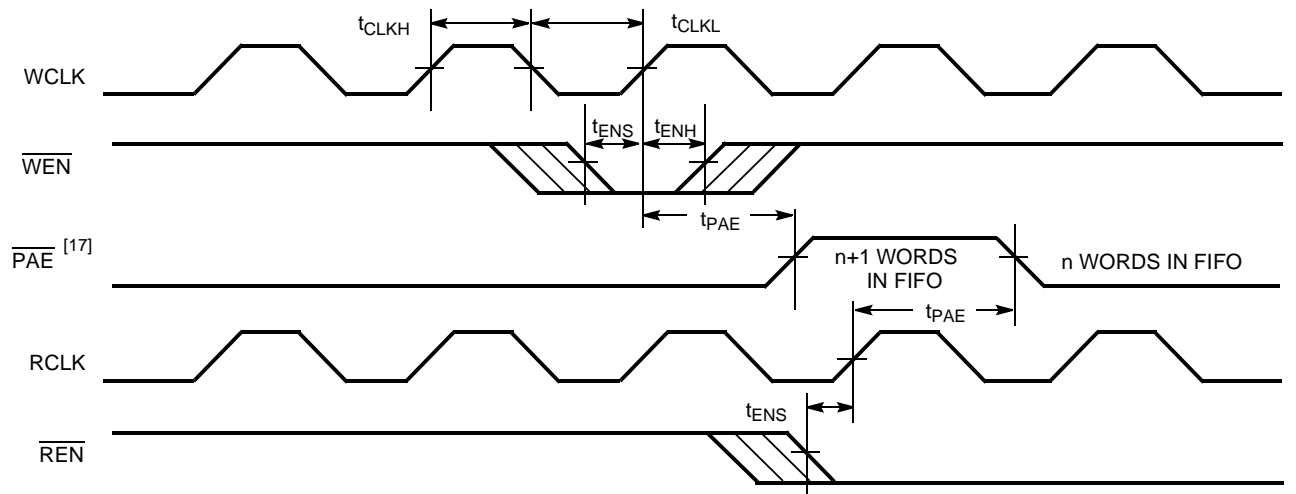 tCLKH
tCLKL
WCLK
tENS
tENH
WEN
tPAE
PAE [17]
n+1 WORDS
IN FIFO
n WORDS IN FIFO
tPAE
RCLK
tENS
REN